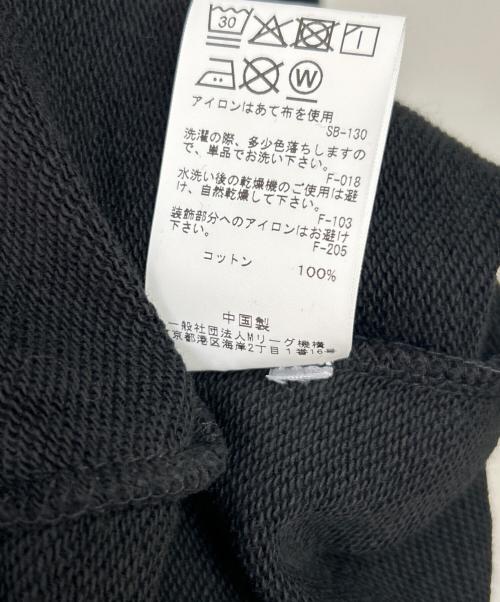 30
W
アイロンはあて布を使用
SB-130
洗濯の際、多少色落ちしますの
で、単品でお洗い下さい。
F-018
水洗い後の乾燥機のご使用は避
け、自然乾燥して下さい。
F-103
装飾部分へのアイロンはお避け
下さい。
F-205
コットン 100%
中国製
一般社団法人Mリーグ機構
京都港区海岸2丁目1番16号